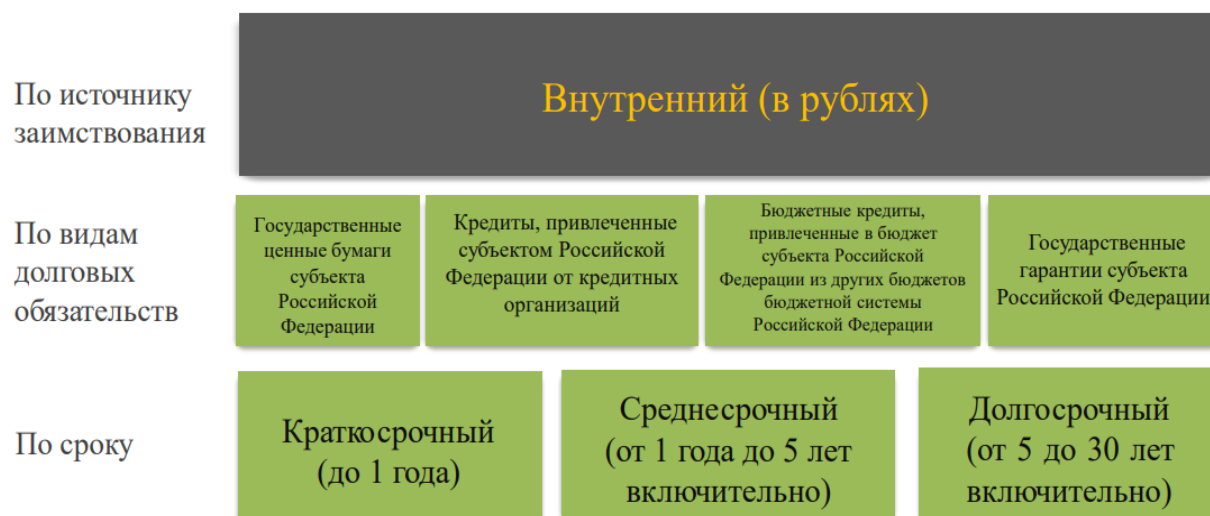 По источнику
заимствования
Внутренний (в рублях)
По видам
долговых
обязательств
Государственные
ценные бумаги
субъекта
Российской
Федерации
Кредиты, привлеченные
субъектом Российской
Федерации от кредитных
организаций
Бюджетные кредиты,
привлеченные в бюджет
субъекта Российской
Федерации из других бюджетов
бюджетной системы
Российской Федерации
Государственные
гарантии субъекта
Российской Федерации
По сроку
Краткосрочный
(до 1 года)
Среднесрочный
(от 1 года до 5 лет
включительно)
Долгосрочный
(от 5 до 30 лет
включительно)